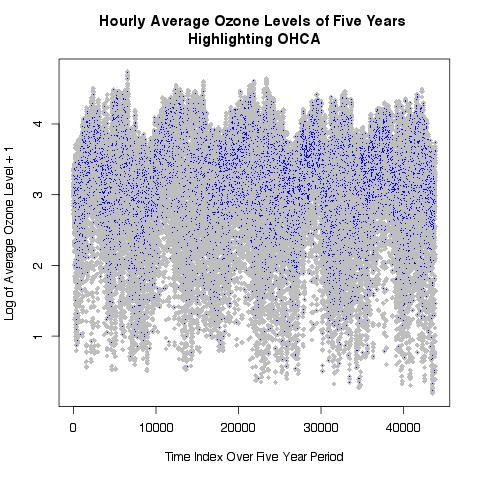 Hourly Average Ozone Levels of Five Years
Highlighting OHCA
Log of Average Ozone Level + 1
4
3
2
1
0 10000 20000 30000 40000
Time Index Over Five Year Period